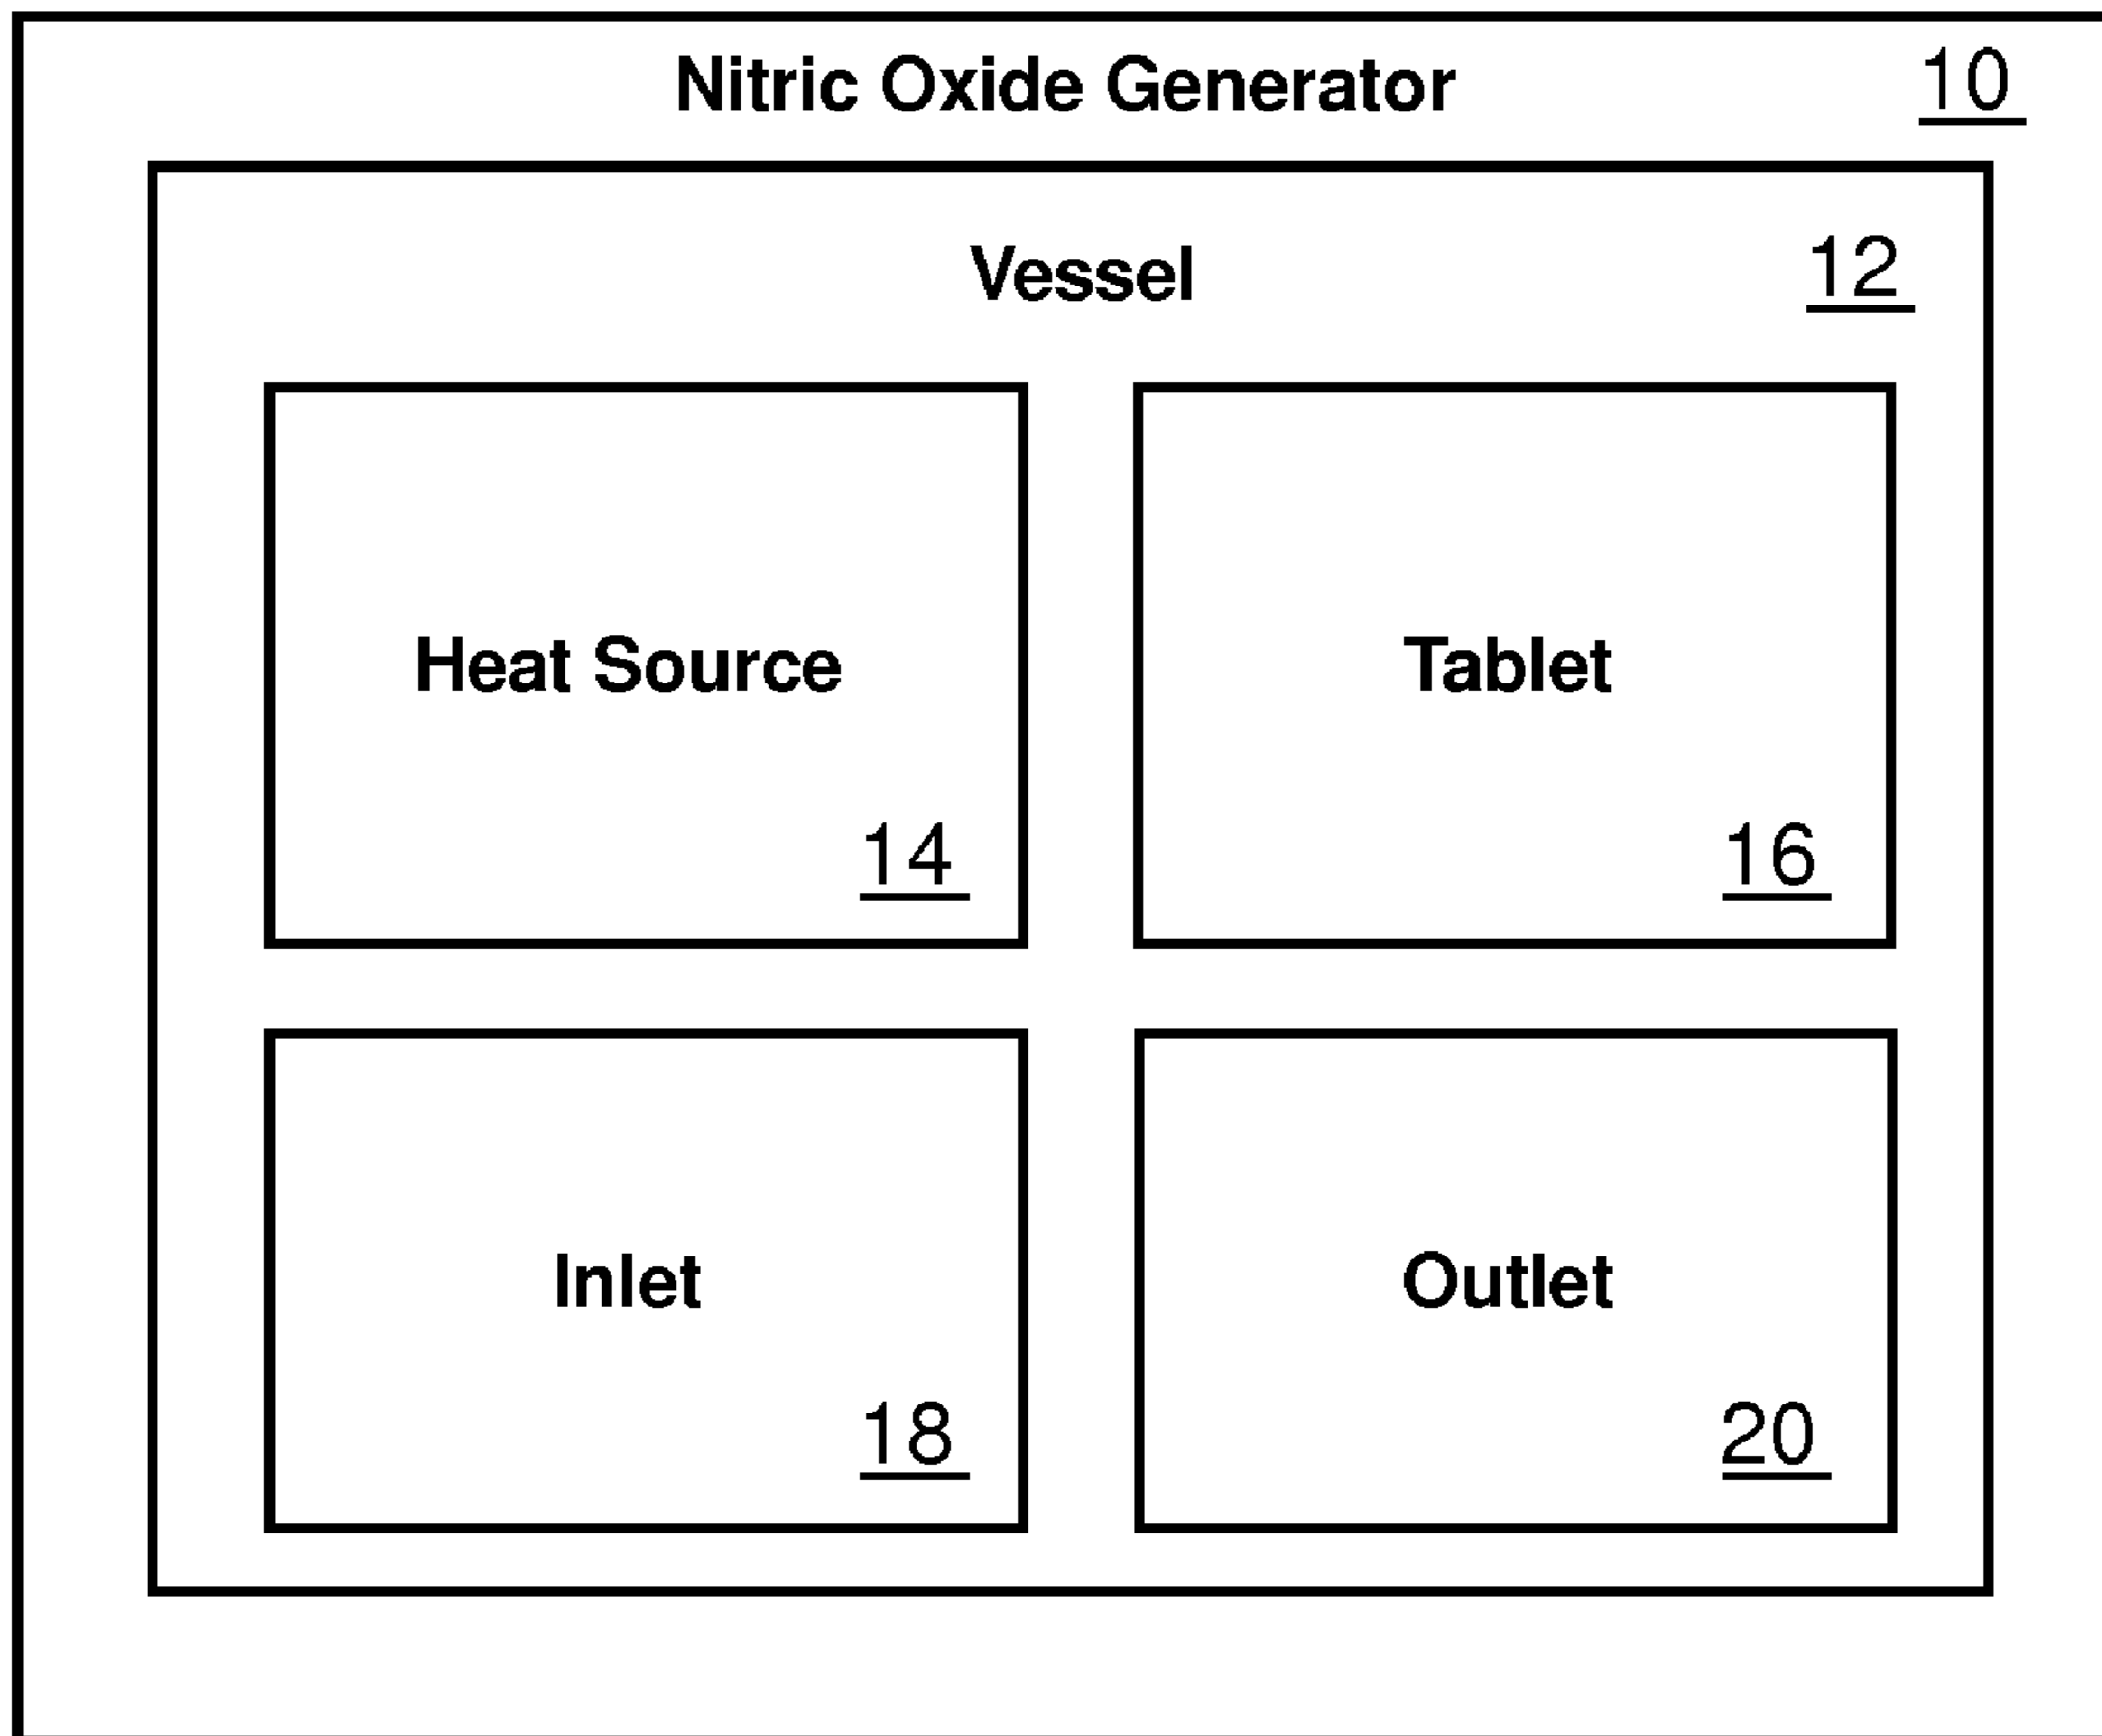 Nitric Oxide Generator 10
Vessel 12
Heat Source
14
Tablet
16
Inlet
18
Outlet
20